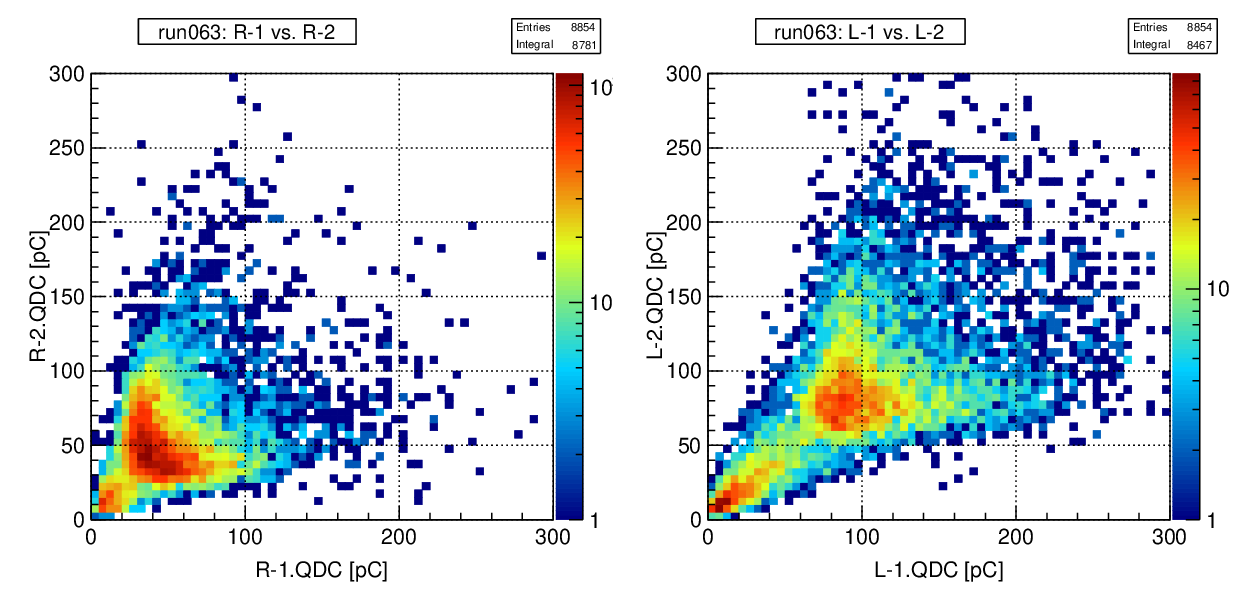 run063: R-1 vs. R-2
Entries 8854
Integral 8781
300
250
200
150
100
50
0
0 100 200 300
R-2.QDC [pC]
R-1.QDC [pC]
10
10
1
run063: L-1 vs. L-2
Entries 8854
Integral 8467
300
250
200
150
100
50
0
0 100 200 300
L-2.QDC [pC]
L-1.QDC [pC]
10
1